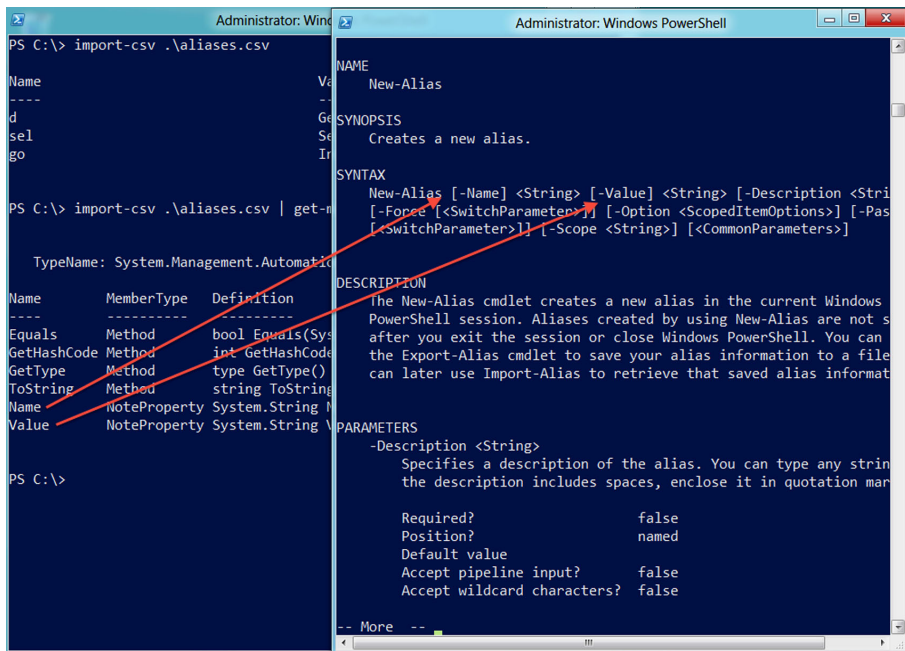 Administrator: Wind
PS C:\> import-csv .\aliases.csv
Name Va
---- --
d Ge
sel Se
go In
PS C:\> import-csv .\aliases.csv | get-m
TypeName: System.Management.Automatic
Name MemberType Definition
---- ---------- ----------
Equals Method bool Equals(Sys
GetHashCode Method int GetHashCode
GetType Method type GetType()
ToString Method string ToString
Name NoteProperty System.String N
Value NoteProperty System.String V
PS C:\>
Administrator: Windows PowerShell
NAME
New-Alias
SYNOPSIS
Creates a new alias.
SYNTAX
New-Alias [-Name] <String> [-Value] <String> [-Description <Stri
[-Force [<SwitchParameter>]] [-Option <ScopedItemOptions>] [-Pas
[<SwitchParameter>]] [-Scope <String>] [<CommonParameters>]
DESCRIPTION
The New-Alias cmdlet creates a new alias in the current Windows
PowerShell session. Aliases created by using New-Alias are not s
after you exit the session or close Windows PowerShell. You can
the Export-Alias cmdlet to save your alias information to a file
can later use Import-Alias to retrieve that saved alias informat
PARAMETERS
-Description <String>
Specifies a description of the alias. You can type any strin
the description includes spaces, enclose it in quotation mar
Required? false
Position? named
Default value
Accept pipeline input? false
Accept wildcard characters? false
-- More --